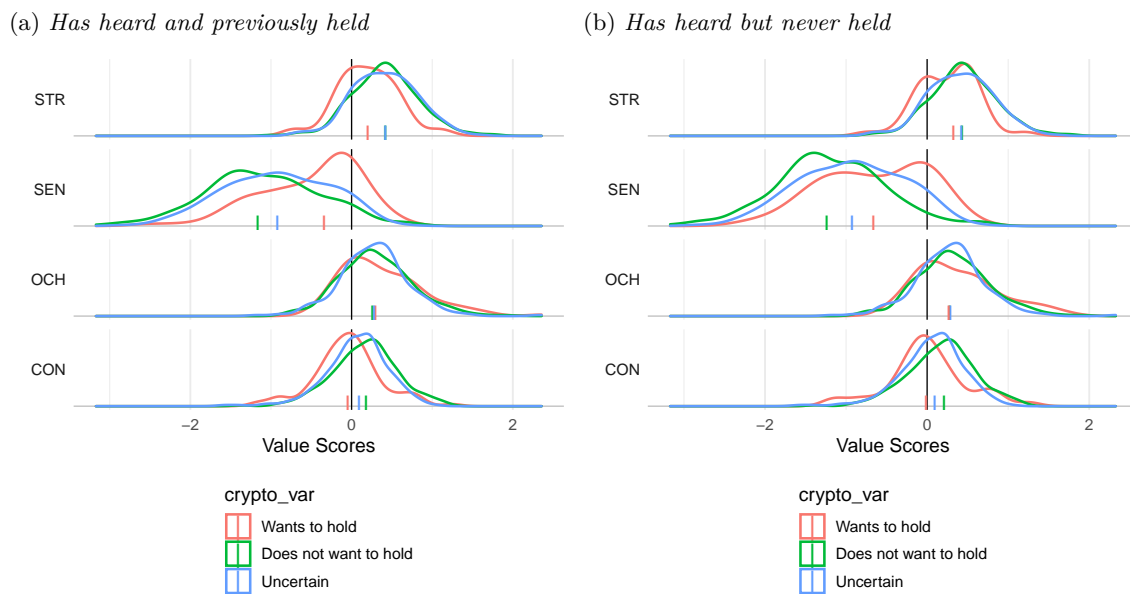 (a) Has heard and previously held
STR
SEN
OCH
CON
−2 0 2
Value Scores
crypto_var
Wants to hold
Does not want to hold
Uncertain
(b) Has heard but never held
STR
SEN
OCH
CON
−2 0 2
Value Scores
crypto_var
Wants to hold
Does not want to hold
Uncertain